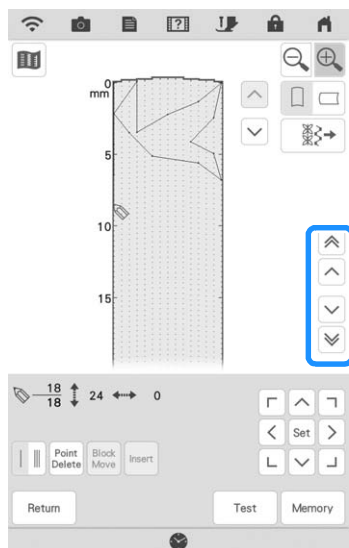 0
mm
5
10
15
18
18
24
0
Point
Delete
Block
Move
Insert
Set
Return
Test
Memory